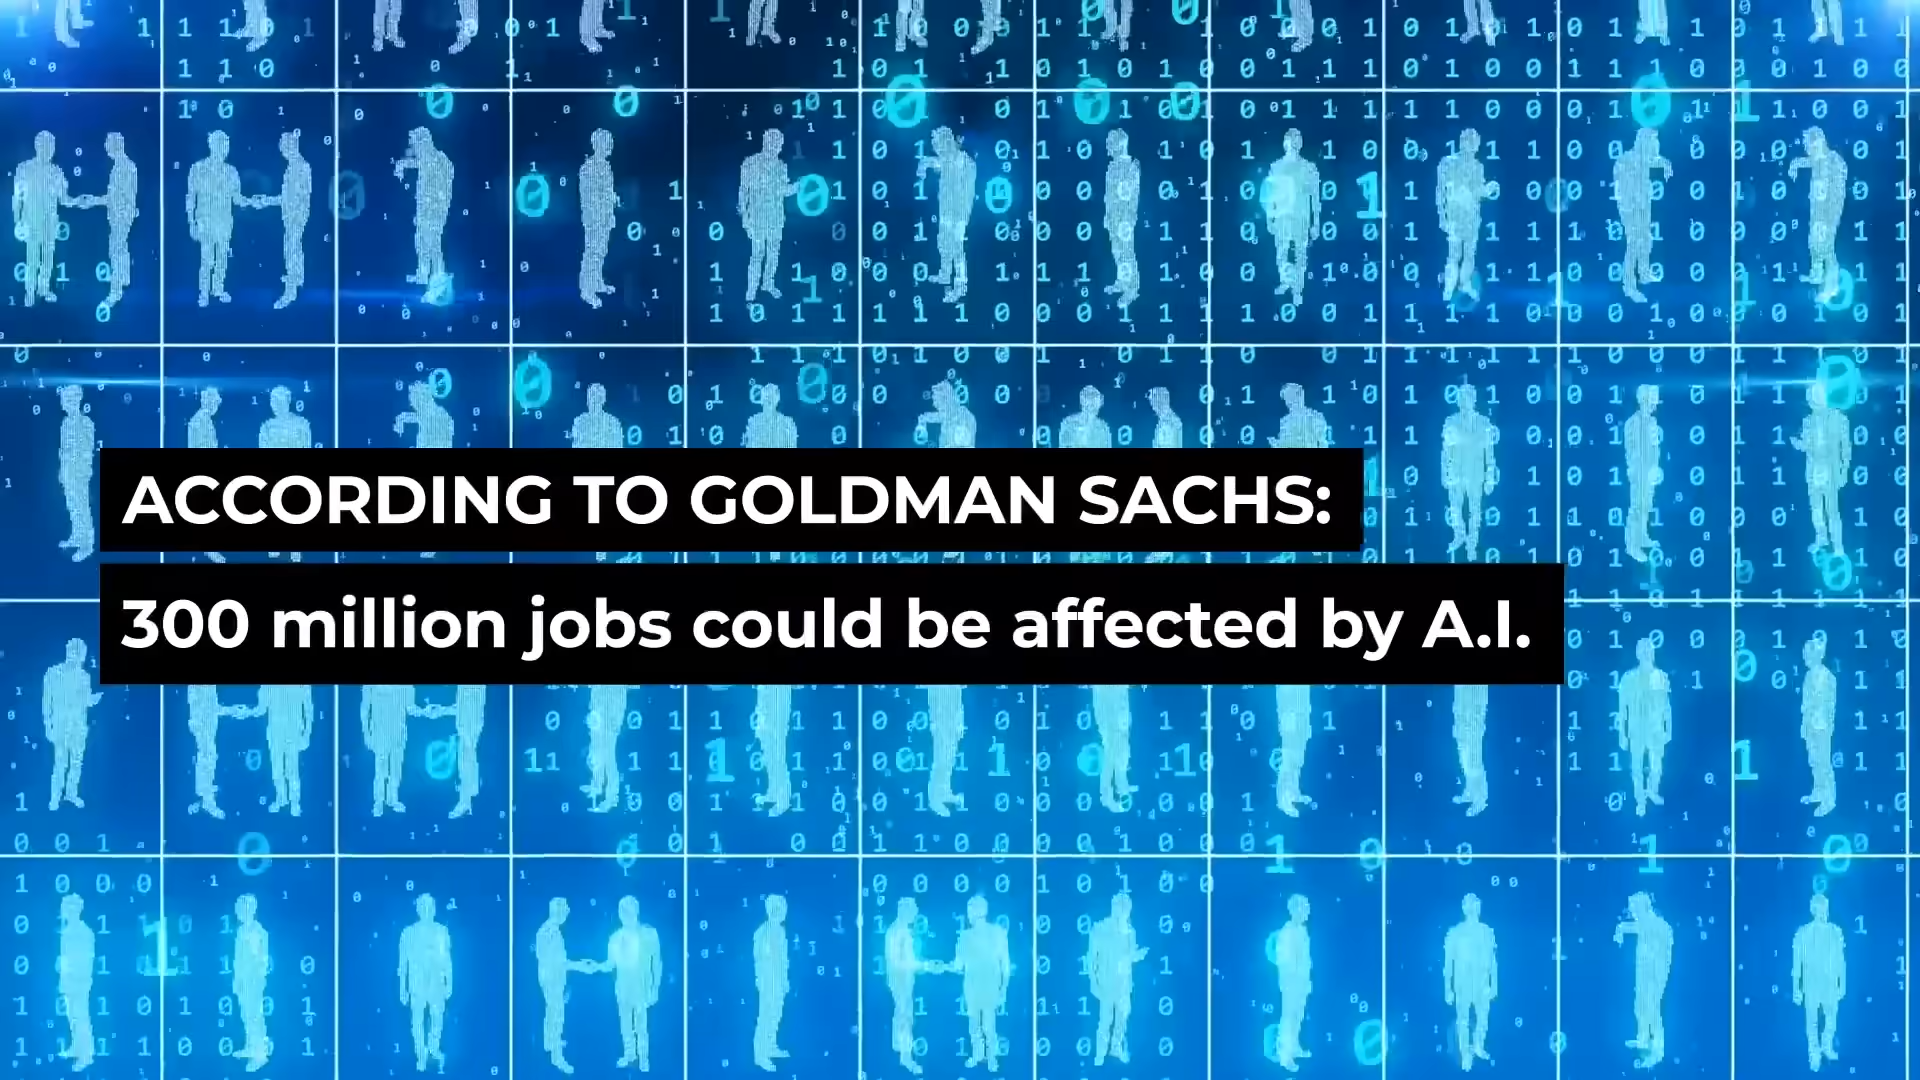 ACCORDING TO GOLDMAN SACHS:
300 million jobs could be affected by A.I.